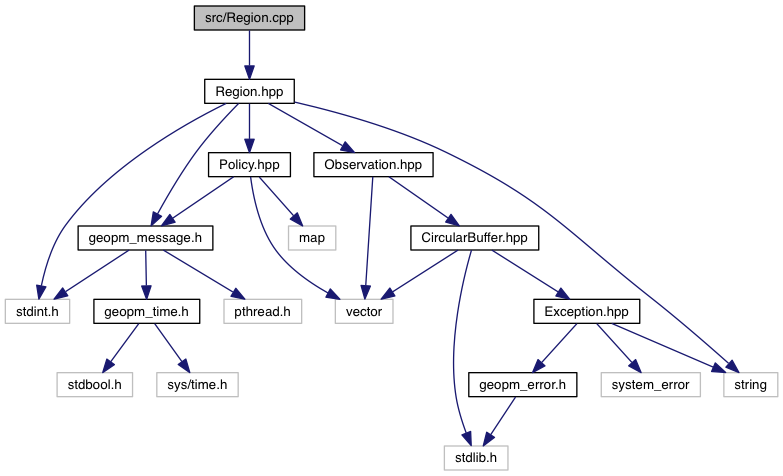 src/Region.cpp
Region.hpp
Policy.hpp
Observation.hpp
geopm_message.h
map
CircularBuffer.hpp
stdint.h
geopm_time.h
pthread.h
vector
Exception.hpp
stdbool.h
sys/time.h
geopm_error.h
system_error
string
stdlib.h